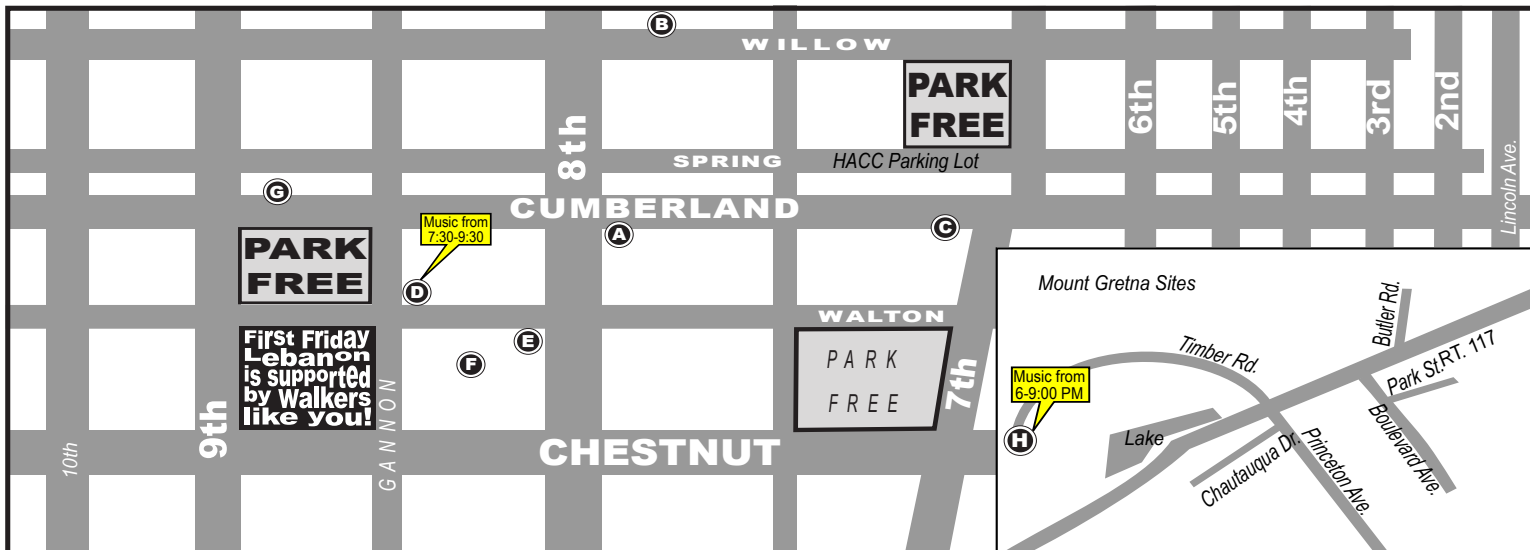 B
WILLOW
PARK
FREE
6th
5th
4th
3rd
2nd
8th
SPRING
HACC Parking Lot
Lincoln Ave.
G
CUMBERLAND
Music from
7:30-9:30
A
C
PARK
FREE
D
WALTON
First Friday
Lebanon
is supported
by Walkers
like you!
E
F
PARK
FREE
7th
9th
10th
GANNON
CHESTNUT
Mount Gretna Sites
Butler Rd.
Timber Rd.
RT. 117
Park St.
Music from
6-9:00 PM
H
Lake
Boulevard Ave.
Chautauqua Dr.
Princeton Ave.